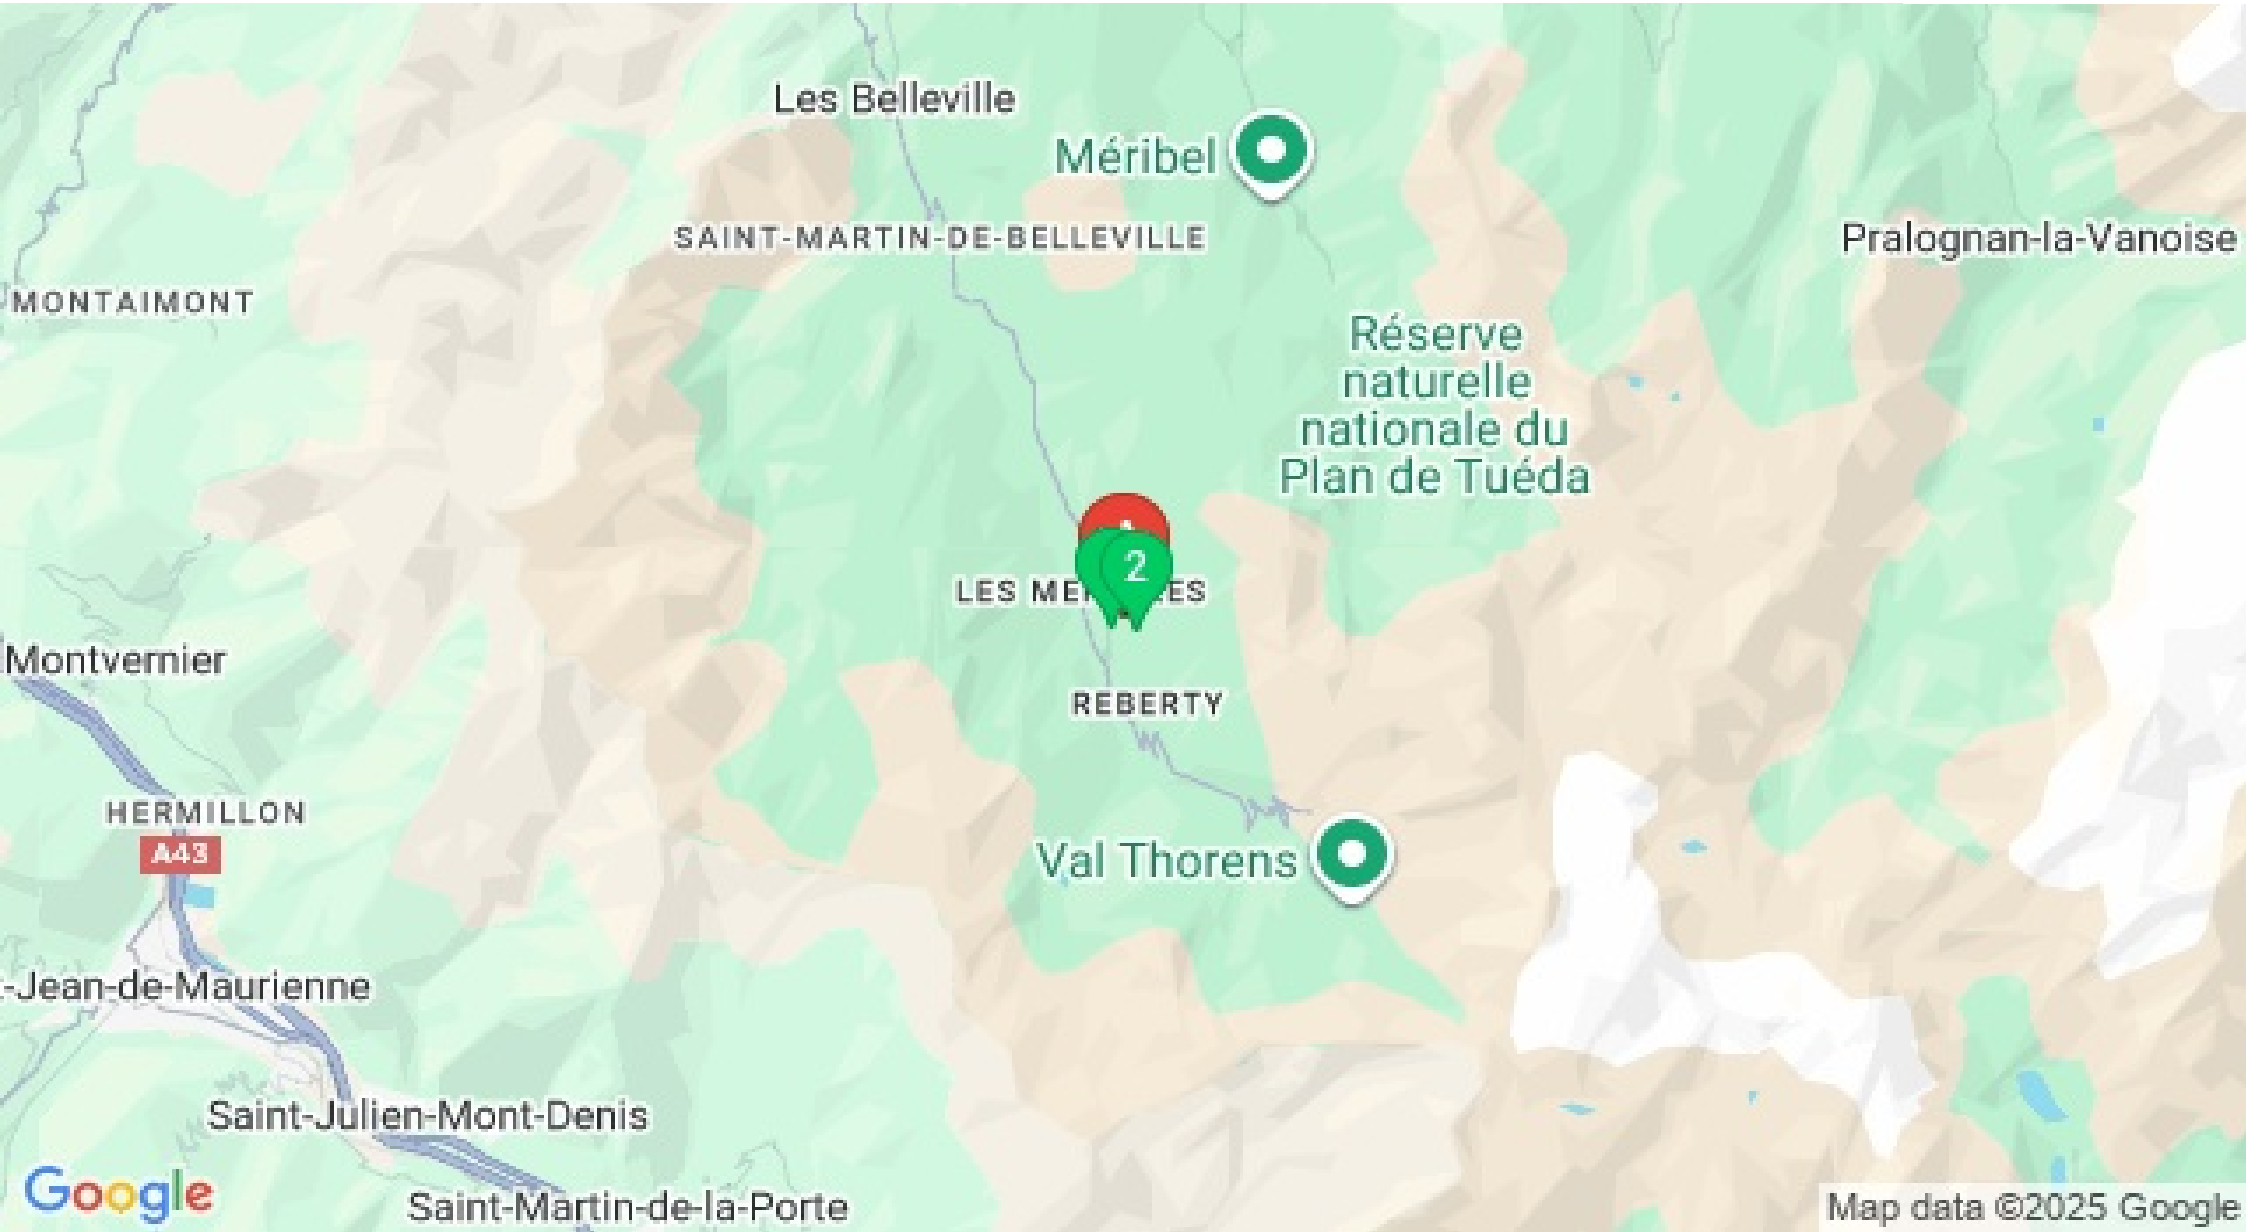 Les Belleville
Méribel
SAINT-MARTIN-DE-BELLEVILLE
Pralognan-la-Vanoise
MONTAIMONT
Réserve
naturelle
nationale du
Plan de Tuéda
2
LES
Montvernier
REBERTY
HERMILLON
A43
Val Thorens
-Jean-de-Maurienne
Saint-Julien-Mont-Denis
Google
Saint-Martin-de-la-Porte
Map data ©2025 Google